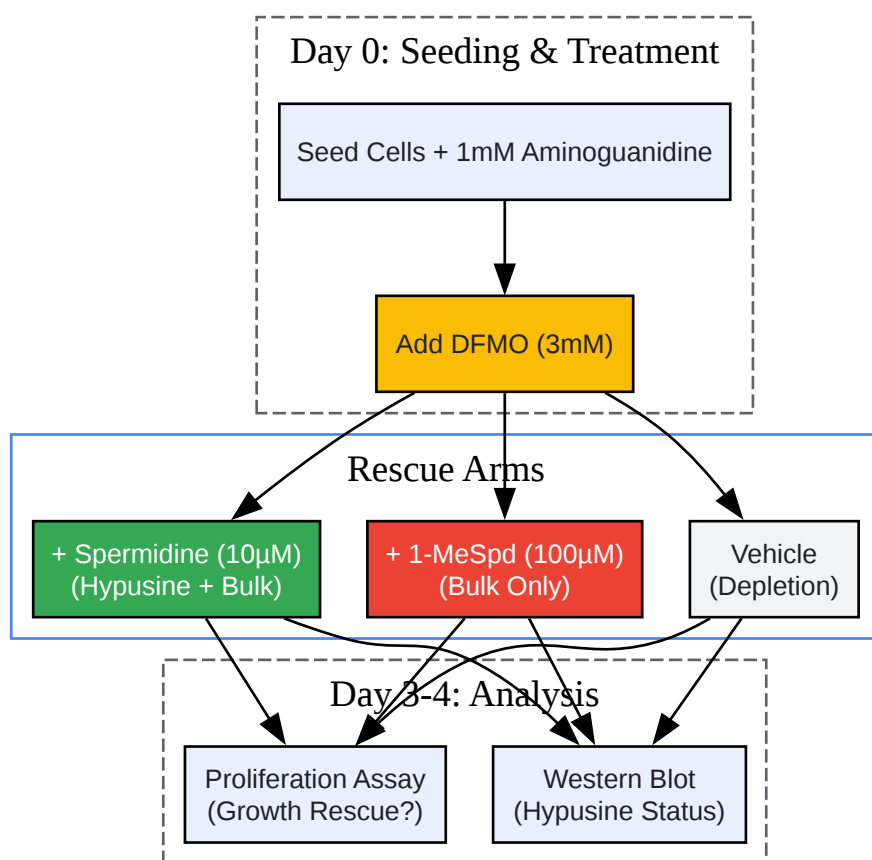 Day 0: Seeding & Treatment
Seed Cells + 1mM Aminoguanidine
Add DFMO (3mM)
Rescue Arms
+ Spermidine (10µM)
(Hypusine + Bulk)
+ 1-MeSpd (100µM)
(Bulk Only)
Vehicle
(Depletion)
Day 3-4: Analysis
Proliferation Assay
(Growth Rescue?)
Western Blot
(Hypusine Status)